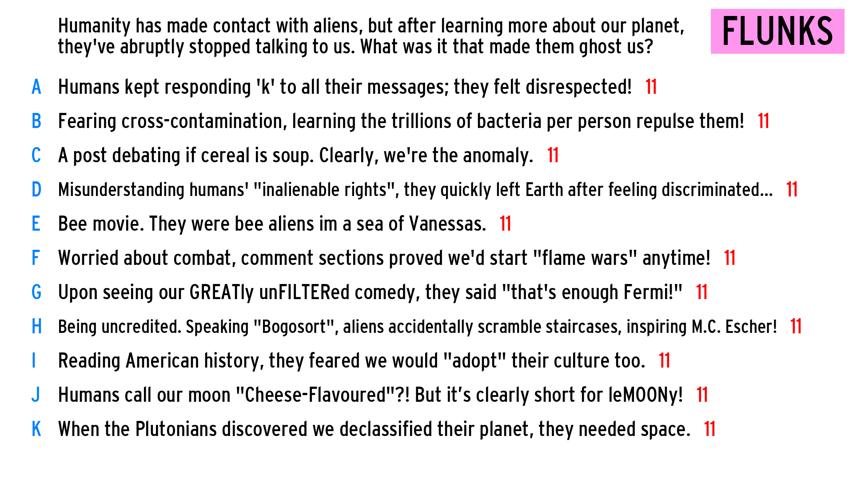 Humanity has made contact with aliens, but after learning more about our planet,
they've abruptly stopped talking to us. What was it that made them ghost us?
FLUNKS
A Humans kept responding 'k' to all their messages; they felt disrespected! 11
B Fearing cross-contamination, learning the trillions of bacteria per person repulse them! 11
C A post debating if cereal is soup. Clearly, we're the anomaly. 11
D Misunderstanding humans' "inalienable rights", they quickly left Earth after feeling discriminated... 11
E Bee movie. They were bee aliens im a sea of Vanessas. 11
F Worried about combat, comment sections proved we'd start "flame wars" anytime! 11
G Upon seeing our GREATly unFILTERed comedy, they said "that's enough Fermi!" 11
H Being uncredited. Speaking "Bogosort", aliens accidentally scramble staircases, inspiring M.C. Escher! 11
I Reading American history, they feared we would "adopt" their culture too. 11
J Humans call our moon "Cheese-Flavoured"?! But it’s clearly short for leMOONy! 11
K When the Plutonians discovered we declassified their planet, they needed space. 11